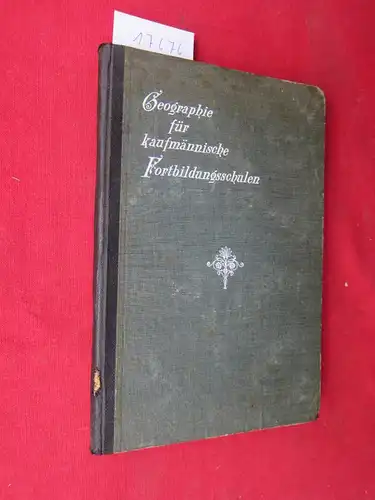 17676
Geographie
für
kaufmännische
Fortbildungsschulen